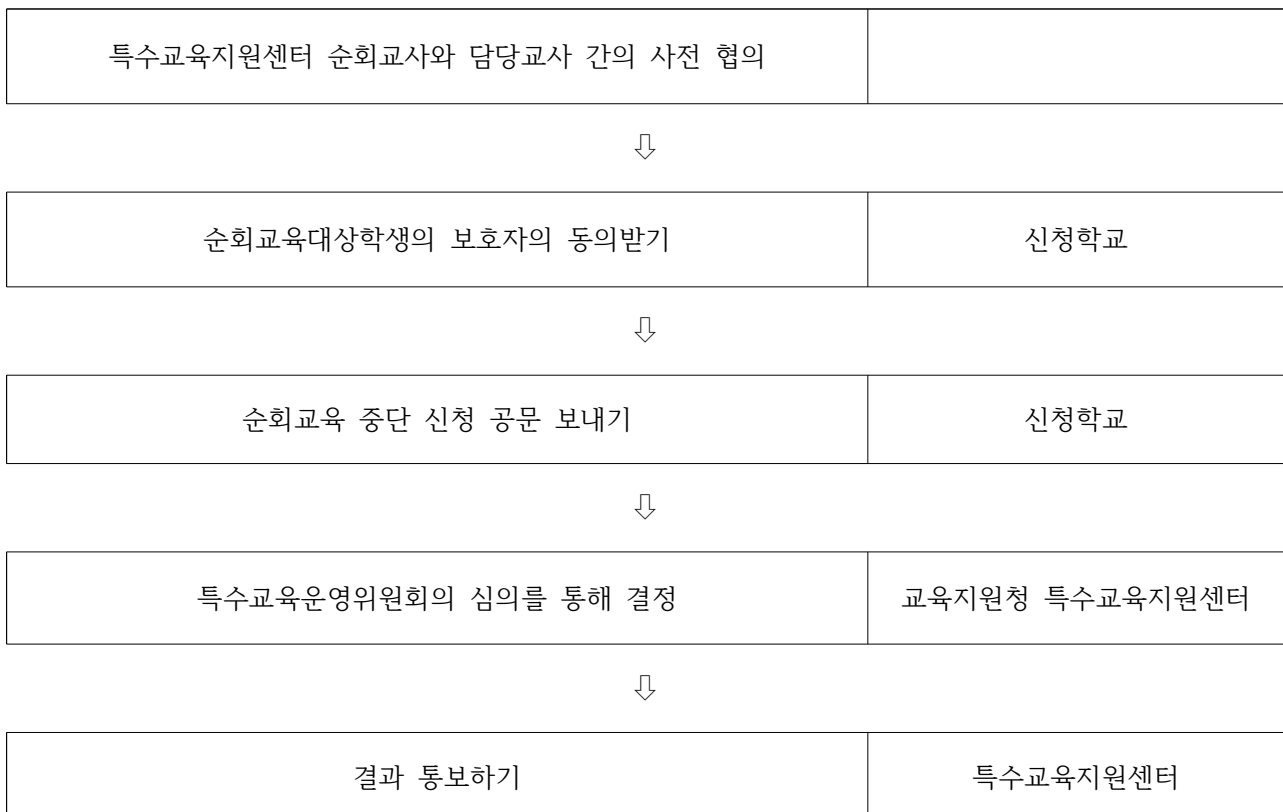 특수교육지원센터 순회교사와 담당교사 간의 사전 협의
⇩
순회교육대상학생의 보호자의 동의받기 신청학교
⇩
순회교육 중단 신청 공문 보내기 신청학교
⇩
특수교육운영위원회의 심의를 통해 결정 교육지원청 특수교육지원센터
⇩
결과 통보하기 특수교육지원센터